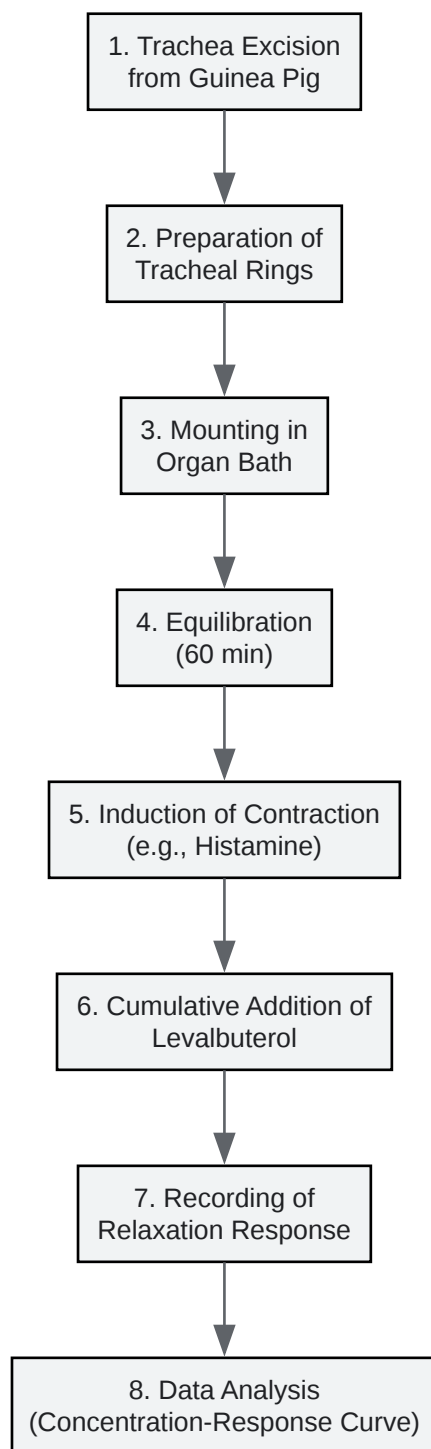 1. Trachea Excision
from Guinea Pig
2. Preparation of
Tracheal Rings
3. Mounting in
Organ Bath
4. Equilibration
(60 min)
5. Induction of Contraction
(e.g., Histamine)
6. Cumulative Addition of
Levalbuterol
7. Recording of
Relaxation Response
8. Data Analysis
(Concentration-Response Curve)